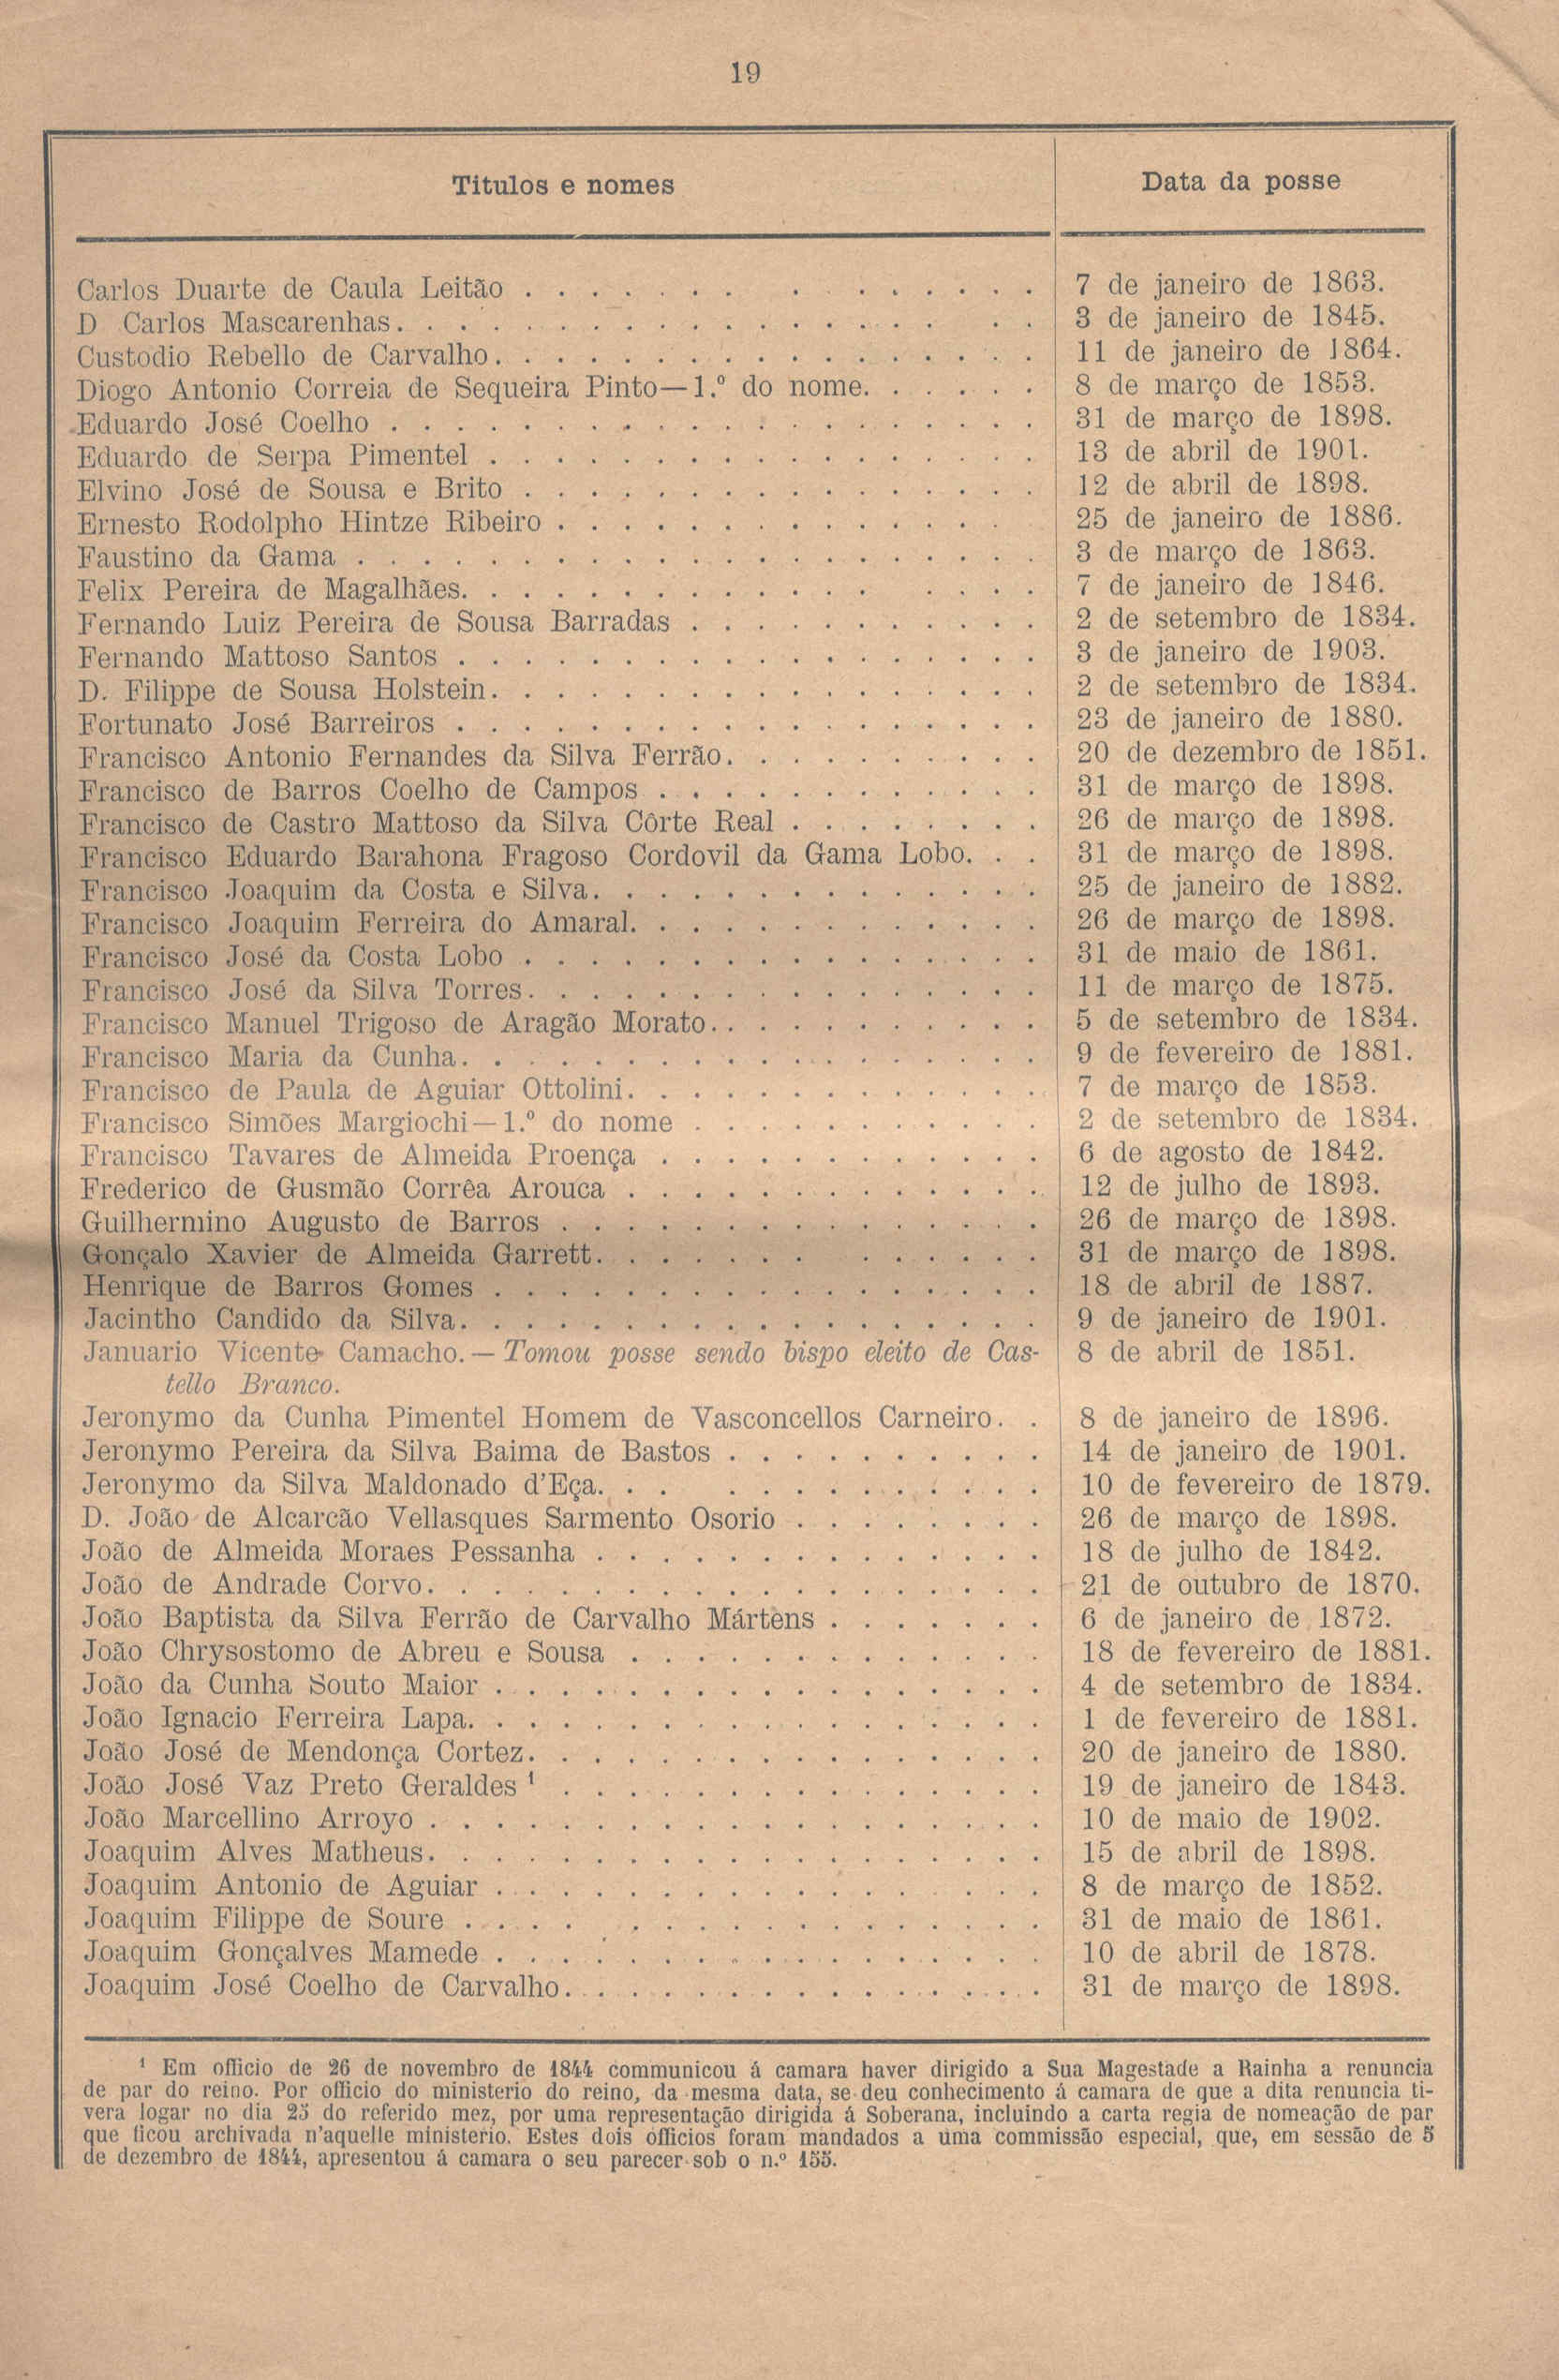 19
Titulos e nomes Data da posse
Carlos Duarte de Caula Leitão . . . . . . . . . . . . . . . 7 de janeiro de 1863.
D Carlos Mascarenhas. . . . . . . . . . . . . . . . . . . 3 de janeiro de 1845.
Custodio Rebello de Carvalho. . . . . . . . . . . . . . . . . 11 de janeiro de 1864.
Diogo Antonio Correia de Sequeira Pinto—1.º do nome. . . . . . 8 de março de 1853.
Eduardo José Coelho . . . . . . . . . . . . . . . . . . . . 31 de março de 1898.
Eduardo de Serpa Pimentel . . . . . . . . . . . . . . . . . 13 de abril de 1901.
Elvino José de Sousa e Brito . . . . . . . . . . . . . . . . 12 de abril de 1898.
Ernesto Rodolpho Hintze Ribeiro . . . . . . . . . . . . . . 25 de janeiro de 1886.
Faustino da Gama . . . . . . . . . . . . . . . . . . . . . 3 de março de 1863.
Felix Pereira de Magalhães. . . . . . . . . . . . . . . . . 7 de janeiro de 1846.
Fernando Luiz Pereira de Sousa Barradas . . . . . . . . . . . 2 de setembro de 1834.
Fernando Mattoso Santos . . . . . . . . . . . . . . . . . . 3 de janeiro de 1903.
D. Filippe de Sousa Holstein. . . . . . . . . . . . . . . . . 2 de setembro de 1834.
Fortunato José Barreiros . . . . . . . . . . . . . . . . . . 23 de janeiro de 1880.
Francisco Antonio Fernandes da Silva Ferrão. . . . . . . . . . 20 de dezembro de 1851.
Francisco de Barros Coelho de Campos . . . . . . . . . . . . 31 de março de 1898.
Francisco de Castro Mattoso da Silva Côrte Real . . . . . . . . 26 de março de 1898.
Francisco Eduardo Barahona Fragoso Cordovil da Gama Lobo. . . 31 de março de 1898.
Francisco Joaquim da Costa e Silva. . . . . . . . . . . . . . 25 de janeiro de 1882.
Francisco Joaquim Ferreira do Amaral. . . . . . . . . . . . . 26 de março de 1898.
Francisco José da Costa Lobo . . . . . . . . . . . . . . . . 31 de maio de 1861.
Francisco José da Silva Torres. . . . . . . . . . . . . . . . 11 de março de 1875.
Francisco Manuel Trigoso de Aragão Morato. . . . . . . . . . . 5 de setembro de 1834.
Francisco Maria da Cunha. . . . . . . . . . . . . . . . . . 9 de fevereiro de 1881.
Francisco de Paula de Aguiar Ottolini. . . . . . . . . . . . . 7 de março de 1853.
Francisco Simões Margiochi—1.º do nome . . . . . . . . . . . 2 de setembro de 1834.
Francisco Tavares de Almeida Proença . . . . . . . . . . . . 6 de agosto de 1842.
Frederico de Gusmão Corrêa Arouca . . . . . . . . . . . . . 12 de julho de 1893.
Guilhermino Augusto de Barros . . . . . . . . . . . . . . . 26 de março de 1898.
Gonçalo Xavier de Almeida Garrett. . . . . . . . . . . . . . 31 de março de 1898.
Henrique de Barros Gomes . . . . . . . . . . . . . . . . . 18 de abril de 1887.
Jacintho Candido da Silva. . . . . . . . . . . . . . . . . . 9 de janeiro de 1901.
Januario Vicente Camacho.—Tomou posse sendo bispo eleito de Cas- 8 de abril de 1851.
tello Branco.
Jeronymo da Cunha Pimentel Homem de Vasconcellos Carneiro. . 8 de janeiro de 1896.
Jeronymo Pereira da Silva Baima de Bastos . . . . . . . . . . 14 de janeiro de 1901.
Jeronymo da Silva Maldonado d'Eça. . . . . . . . . . . . . 10 de fevereiro de 1879.
D. João de Alarcão Vellasques Sarmento Osorio . . . . . . . . 26 de março de 1898.
João de Almeida Moraes Pessanha . . . . . . . . . . . . . . 18 de julho de 1842.
João de Andrade Corvo. . . . . . . . . . . . . . . . . . . 21 de outubro de 1870.
João Baptista da Silva Ferrão de Carvalho Mártens . . . . . . . 6 de janeiro de 1872.
João Chrysostomo de Abreu e Sousa . . . . . . . . . . . . . 18 de fevereiro de 1881.
João da Cunha Souto Maior . . . . . . . . . . . . . . . . . 4 de setembro de 1834.
João Ignacio Ferreira Lapa. . . . . . . . . . . . . . . . . . 1 de fevereiro de 1881.
João José de Mendonça Cortez. . . . . . . . . . . . . . . . 20 de janeiro de 1880.
João José Vaz Preto Geraldes ¹ . . . . . . . . . . . . . . . 19 de janeiro de 1843.
João Marcellino Arroyo . . . . . . . . . . . . . . . . . . . 10 de maio de 1902.
Joaquim Alves Matheus. . . . . . . . . . . . . . . . . . . 15 de abril de 1898.
Joaquim Antonio de Aguiar . . . . . . . . . . . . . . . . . 8 de março de 1852.
Joaquim Filippe de Soure . . . . . . . . . . . . . . . . . 31 de maio de 1861.
Joaquim Gonçalves Mamede . . . . . . . . . . . . . . . . . 10 de abril de 1878.
Joaquim José Coelho de Carvalho. . . . . . . . . . . . . . . 31 de março de 1898.
¹ Em officio de 26 de novembro de 1844 communicou á camara haver dirigido a Sua Magestade a Rainha a renuncia
de par do reino. Por officio do ministerio do reino, da mesma data, se deu conhecimento á camara de que a dita renuncia ti-
vera logar no dia 25 do referido mez, por uma representação dirigida á Soberana, incluindo a carta regia de nomeação de par
que ficou archivada n'aquelle ministerio. Estes dois officios foram mandados a uma commissão especial, que, em sessão de 5
de dezembro de 1844, apresentou á camara o seu parecer sob o n.º 155.